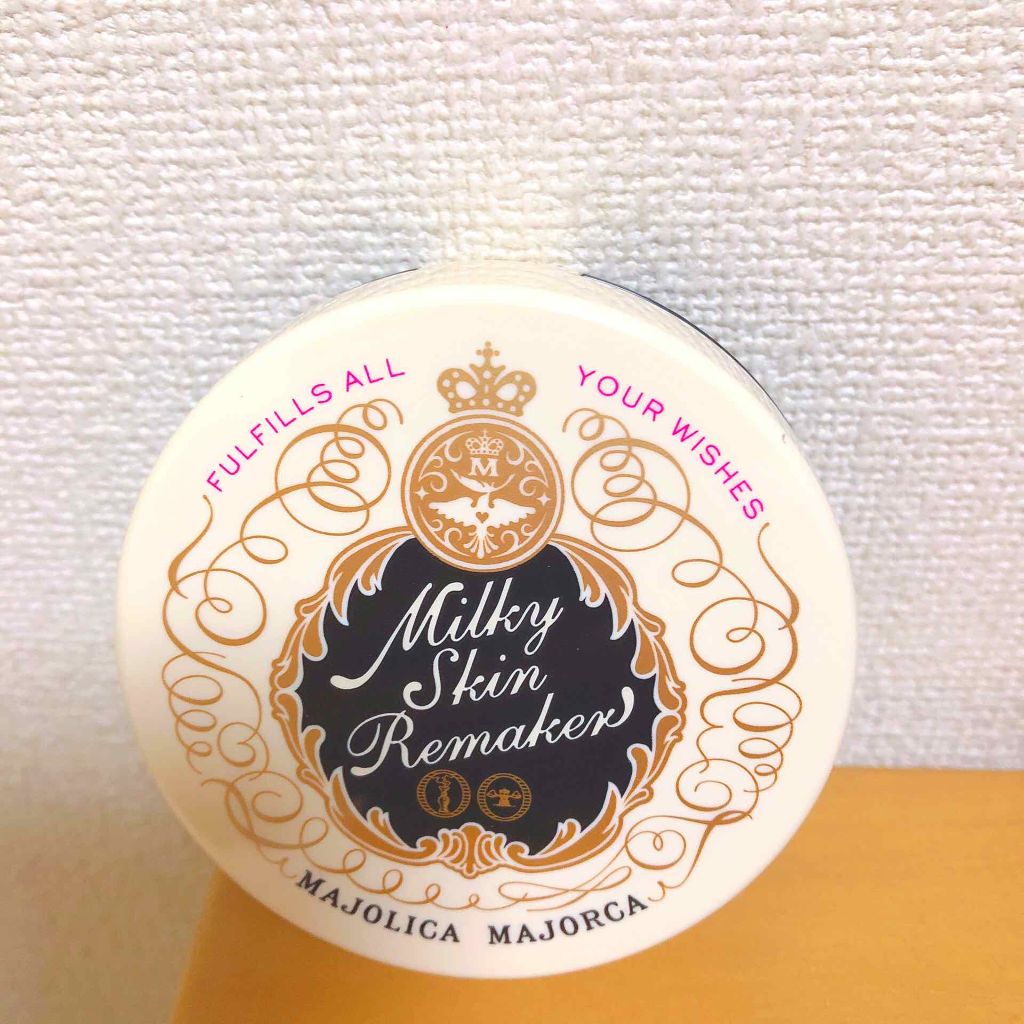 FULFILLS ALL YOUR WISHES
M
M
Milky
Skin
Remaker
MAJOLICA MAJORCA